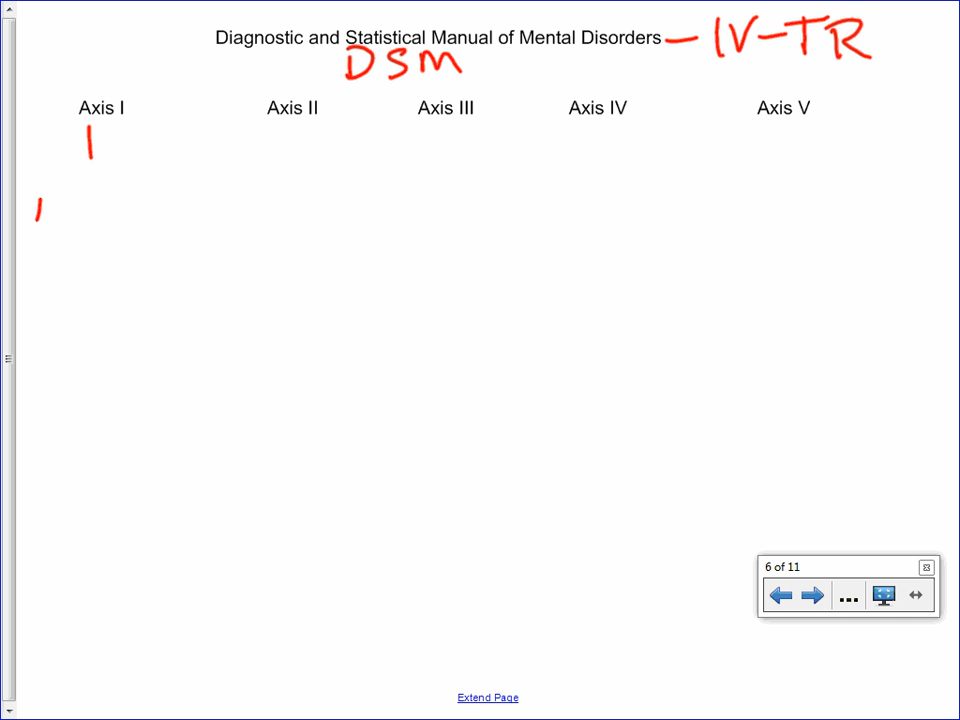 Diagnostic and Statistical Manual of Mental Disorders — IV-TR
DSM
Axis I Axis II Axis III Axis IV Axis V
6 of 11
Extend Page